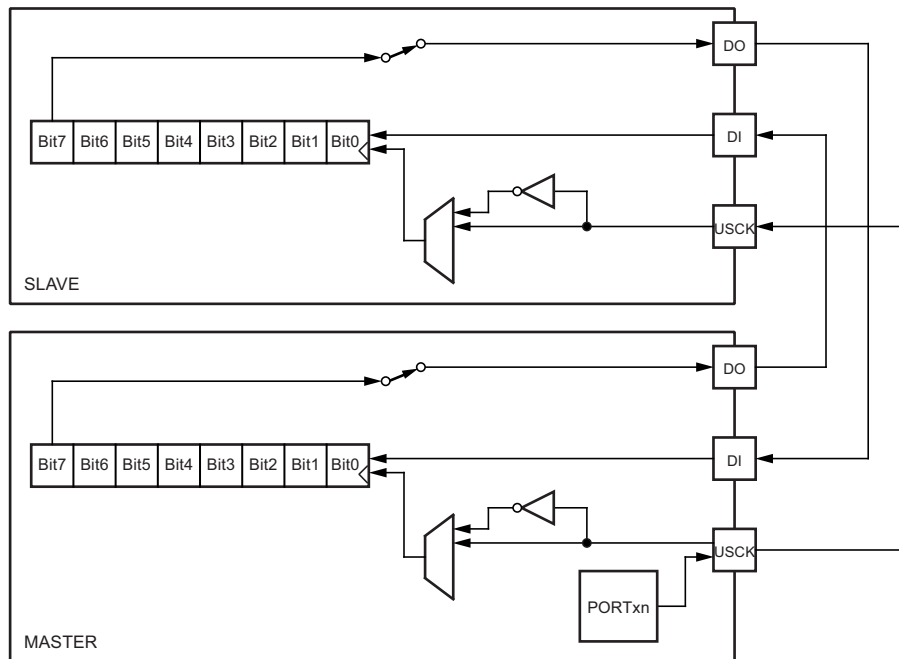 DO
Bit7 Bit6 Bit5 Bit4 Bit3 Bit2 Bit1 Bit0
DI
USCK
SLAVE
DO
Bit7 Bit6 Bit5 Bit4 Bit3 Bit2 Bit1 Bit0
DI
USCK
PORTxn
MASTER